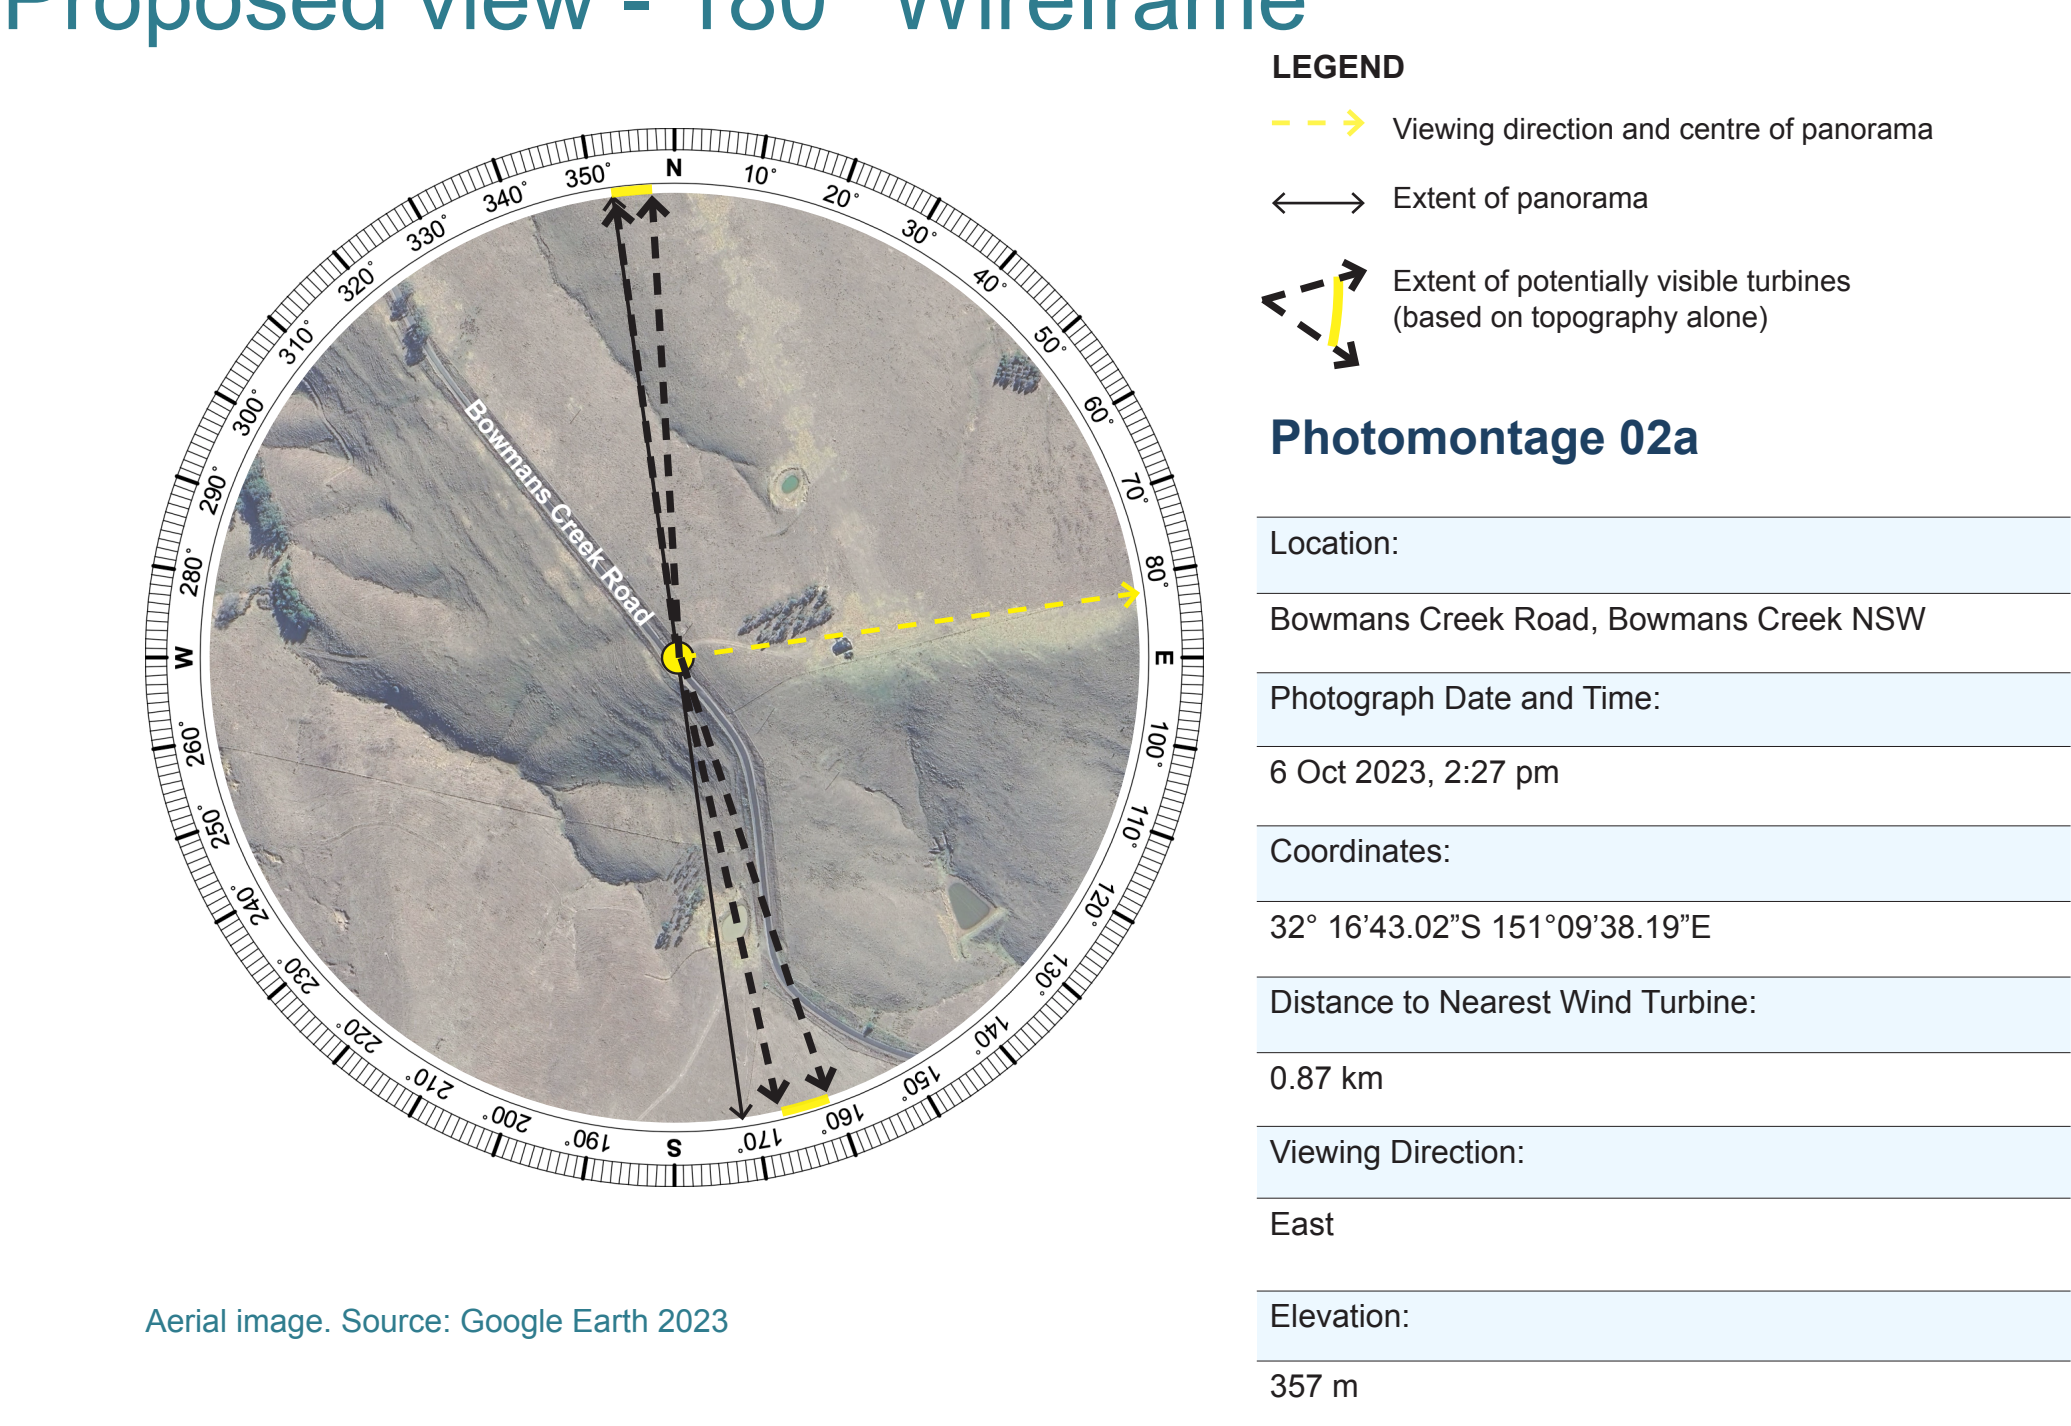 Proposed View - 180° Wireframe
LEGEND
Viewing direction and centre of panorama
Extent of panorama
Extent of potentially visible turbines
(based on topography alone)
N
10°
20°
30°
40°
50°
60°
70°
80°
E
100°
110°
120°
130°
140°
150°
160°
170°
S
190°
200°
210°
220°
230°
240°
250°
260°
W
280°
290°
300°
310°
320°
330°
340°
350°
Bowmans Creek Road
Photomontage 02a
Location:
Bowmans Creek Road, Bowmans Creek NSW
Photograph Date and Time:
6 Oct 2023, 2:27 pm
Coordinates:
32° 16’43.02”S 151°09’38.19”E
Distance to Nearest Wind Turbine:
0.87 km
Viewing Direction:
East
Elevation:
357 m
Aerial image. Source: Google Earth 2023